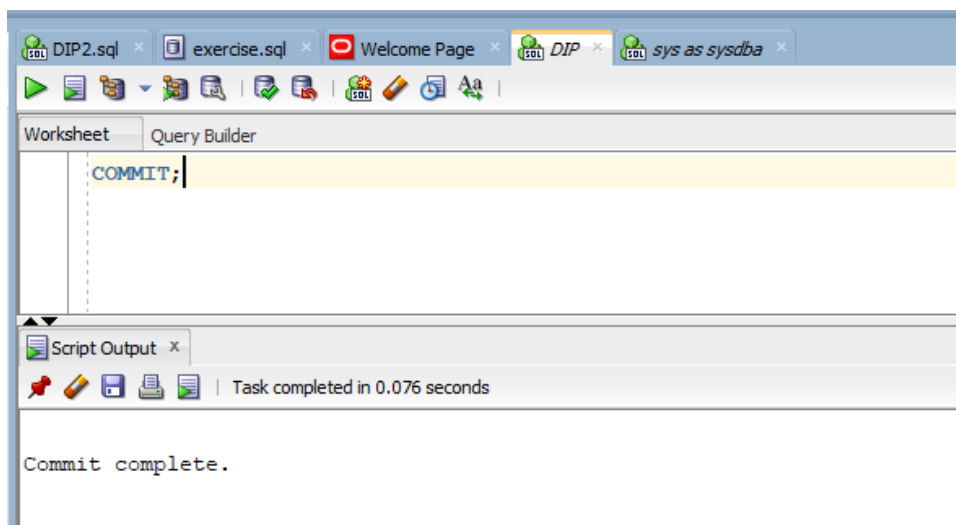 DIP2.sql exercise.sql Welcome Page DIP sys as sysdba
Worksheet Query Builder
COMMIT;
Script Output
Task completed in 0.076 seconds
Commit complete.